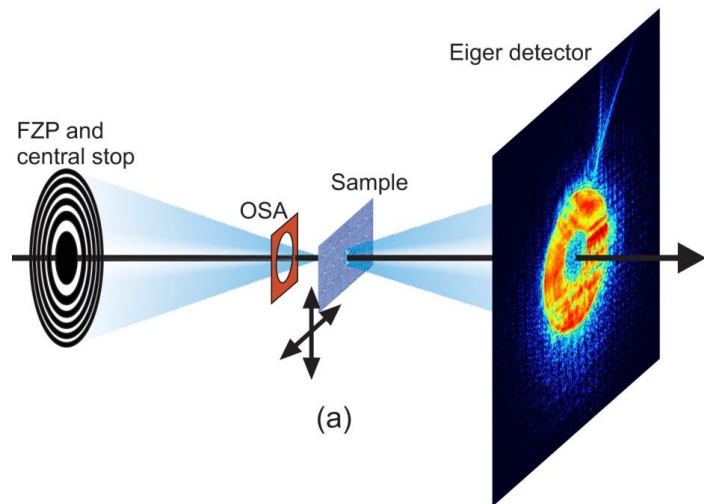 Eiger detector
FZP and
central stop
Sample
OSA
(a)